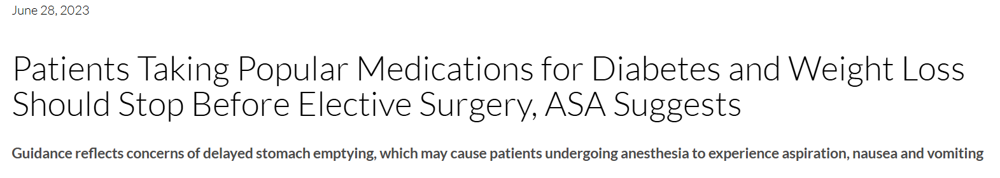 June 28, 2023
Patients Taking Popular Medications for Diabetes and Weight Loss
Should Stop Before Elective Surgery, ASA Suggests
Guidance reflects concerns of delayed stomach emptying, which may cause patients undergoing anesthesia to experience aspiration, nausea and vomiting